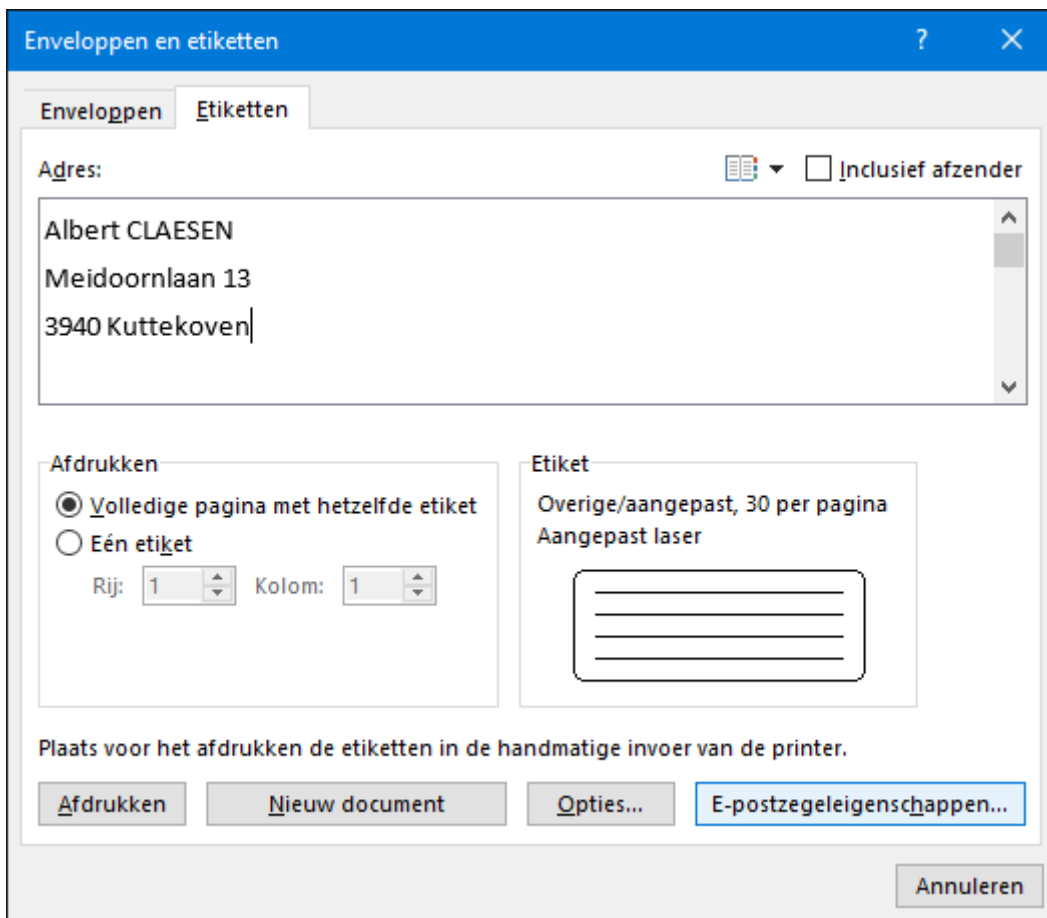 Enveloppen en etiketten ?
Enveloppen Etiketten
Adres: Inclusief afzender
Albert CLAESEN
Meidoornlaan 13
3940 Kuttekoven
Afdrukken
Volledige pagina met hetzelfde etiket
Eén etiket
Rij: 1 Kolom: 1
Etiket
Overige/aangepast, 30 per pagina
Aangepast laser
Plaats voor het afdrukken de etiketten in de handmatige invoer van de printer.
Afdrukken Nieuw document Opties... E-postzegeleigenschappen...
Annuleren